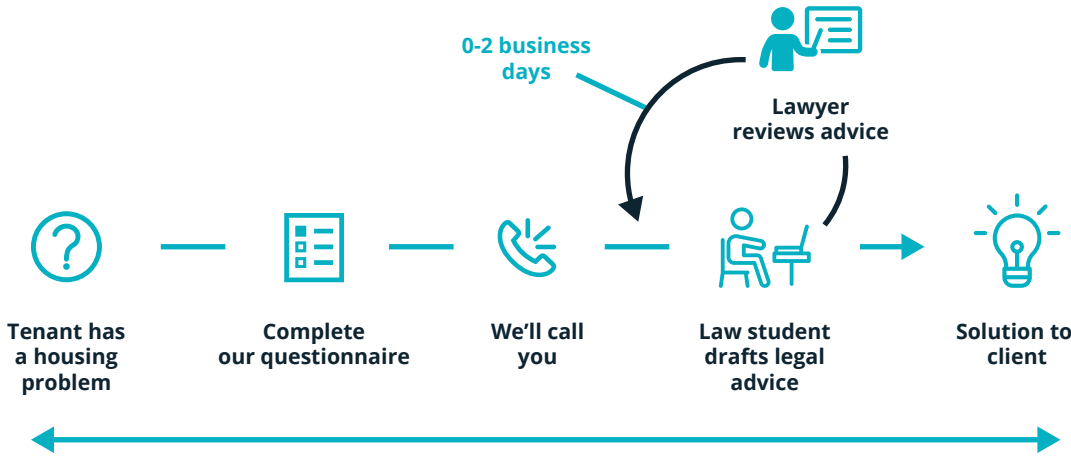 0-2 business
days
Lawyer
reviews advice
Tenant has
a housing
problem
Complete
our questionnaire
We’ll call
you
Law student
drafts legal
advice
Solution to
client